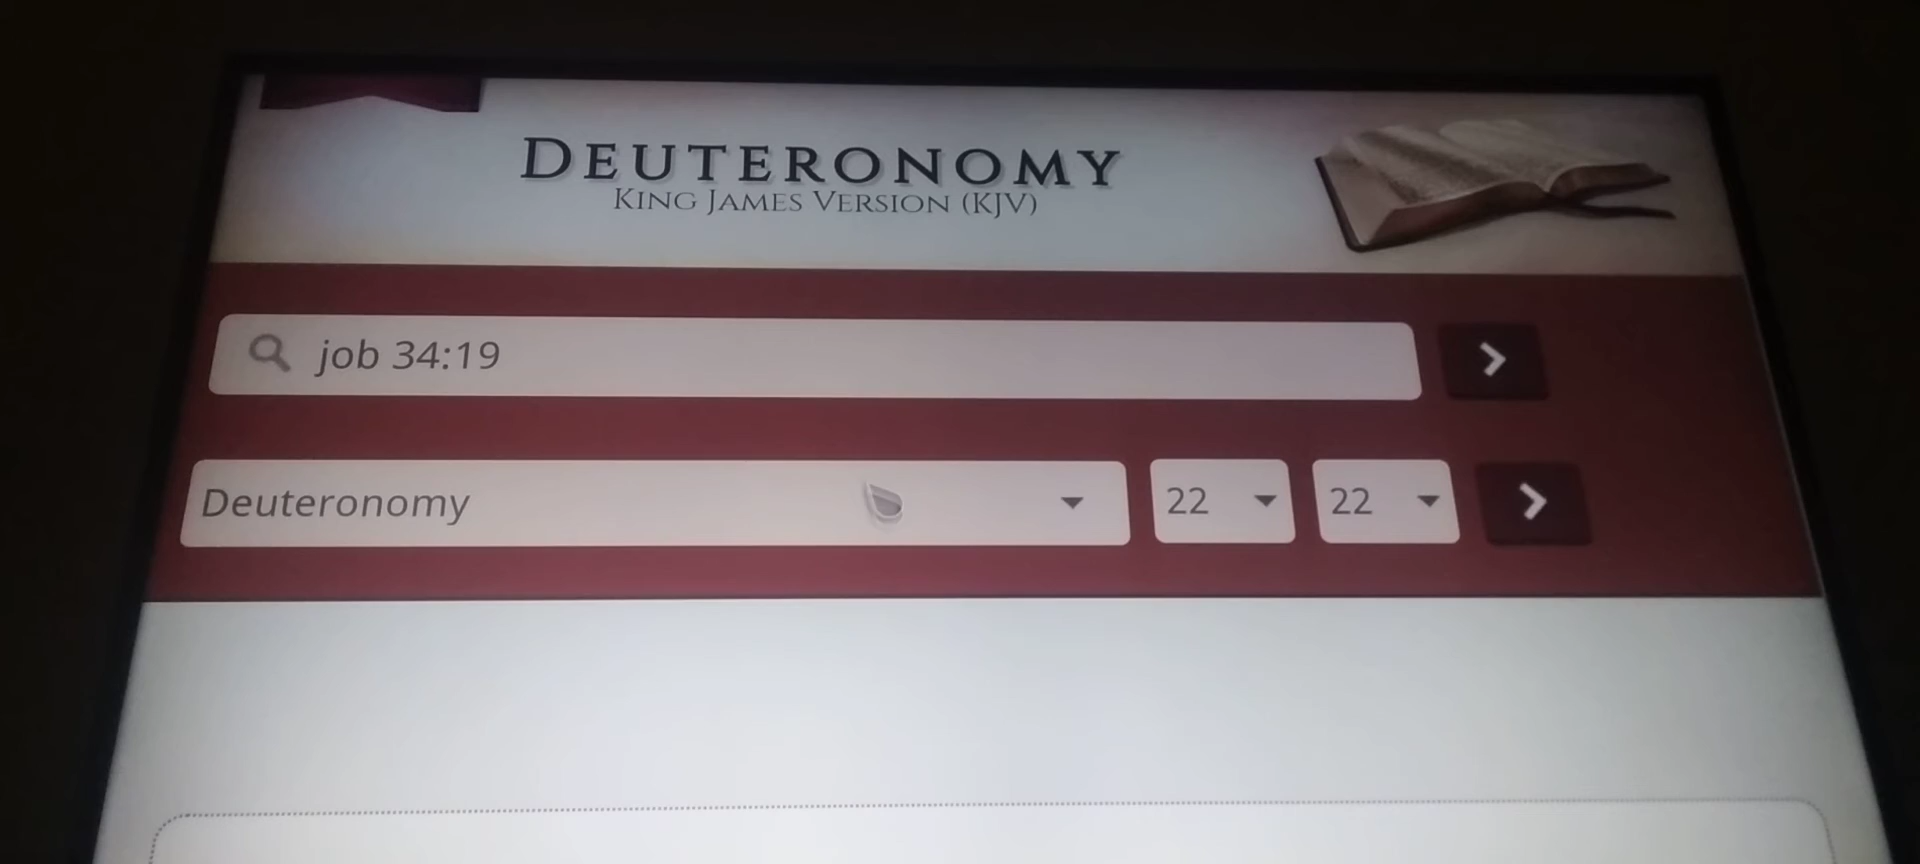 DEUTERONOMY
KING JAMES VERSION (KJV)
job 34:19
Deuteronomy 22 22